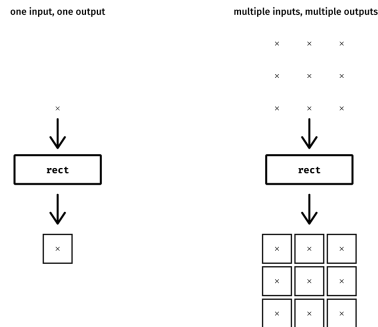 one input, one output
multiple inputs, multiple outputs
rect
rect